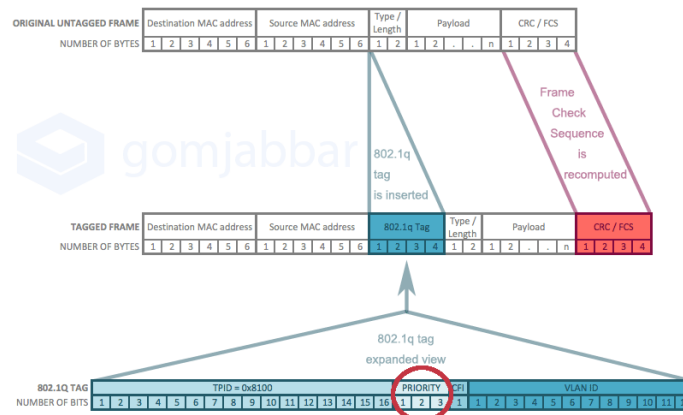 ORIGINAL UNTAGGED FRAME Destination MAC address Source MAC address Type / Length Payload CRC / FCS
NUMBER OF BYTES 1 2 3 4 5 6 1 2 3 4 5 6 1 2 1 2 . . n 1 2 3 4
Frame
Check
Sequence
is
recomputed
gomjabbar
802.1q
tag
is inserted
TAGGED FRAME Destination MAC address Source MAC address 802.1q Tag Type / Length Payload CRC / FCS
NUMBER OF BYTES 1 2 3 4 5 6 1 2 3 4 5 6 1 2 3 4 1 2 1 2 . . n 1 2 3 4
802.1q tag
expanded view
802.1Q TAG TPID = 0x8100 PRIORITY CFI VLAN ID
NUMBER OF BITS 1 2 3 4 5 6 7 8 9 10 11 12 13 14 15 16 1 2 3 1 1 2 3 4 5 6 7 8 9 10 11